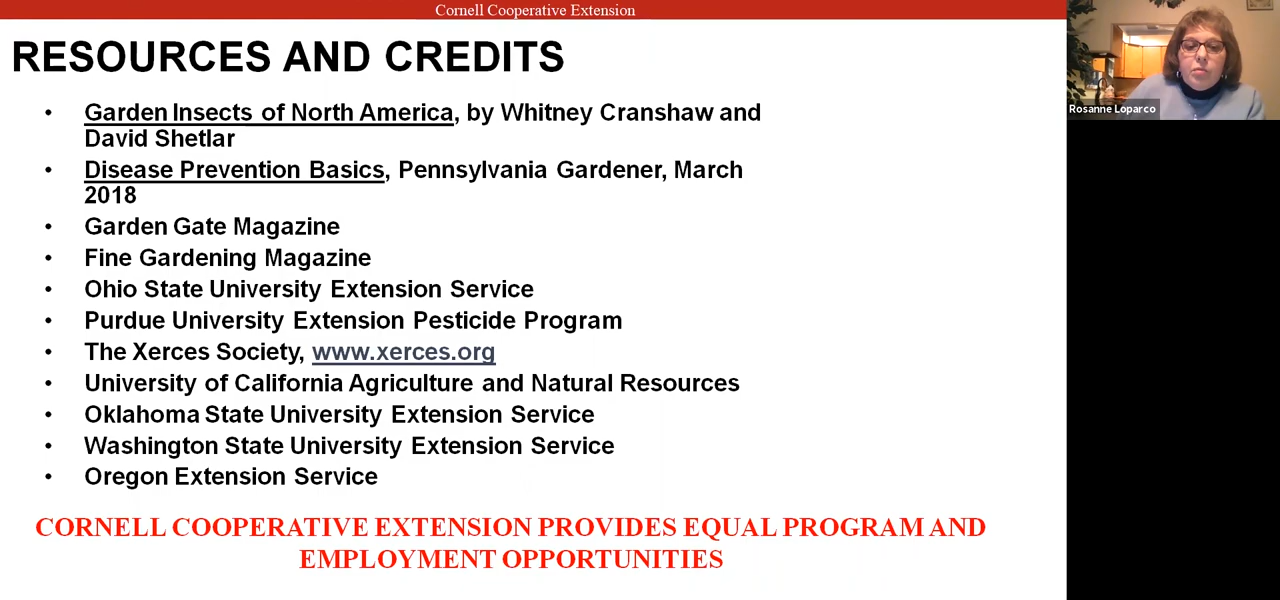 Cornell Cooperative Extension
RESOURCES AND CREDITS
• Garden Insects of North America, by Whitney Cranshaw and
David Shetlar
• Disease Prevention Basics, Pennsylvania Gardener, March
2018
• Garden Gate Magazine
• Fine Gardening Magazine
• Ohio State University Extension Service
• Purdue University Extension Pesticide Program
• The Xerces Society, www.xerces.org
• University of California Agriculture and Natural Resources
• Oklahoma State University Extension Service
• Washington State University Extension Service
• Oregon Extension Service
CORNELL COOPERATIVE EXTENSION PROVIDES EQUAL PROGRAM AND
EMPLOYMENT OPPORTUNITIES
Rosanne Loparco